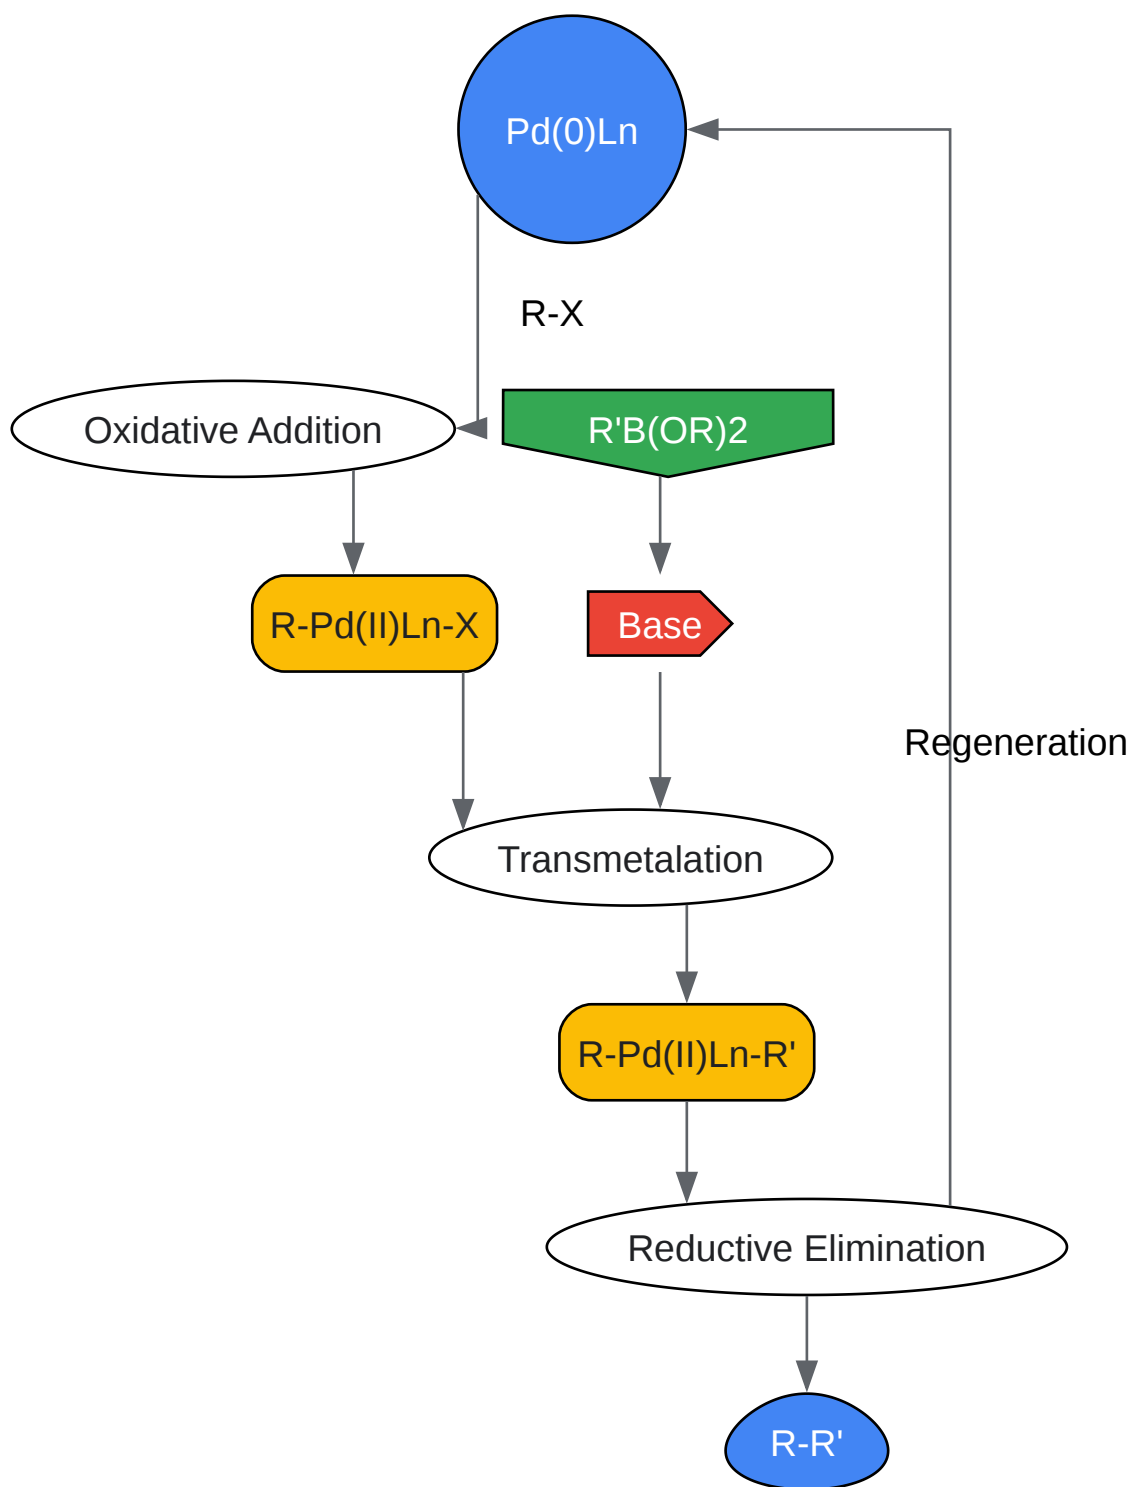 Pd(0)Ln
R-X
Oxidative Addition
R'B(OR)2
R-Pd(II)Ln-X
Base
Regeneration
Transmetalation
R-Pd(II)Ln-R'
Reductive Elimination
R-R'